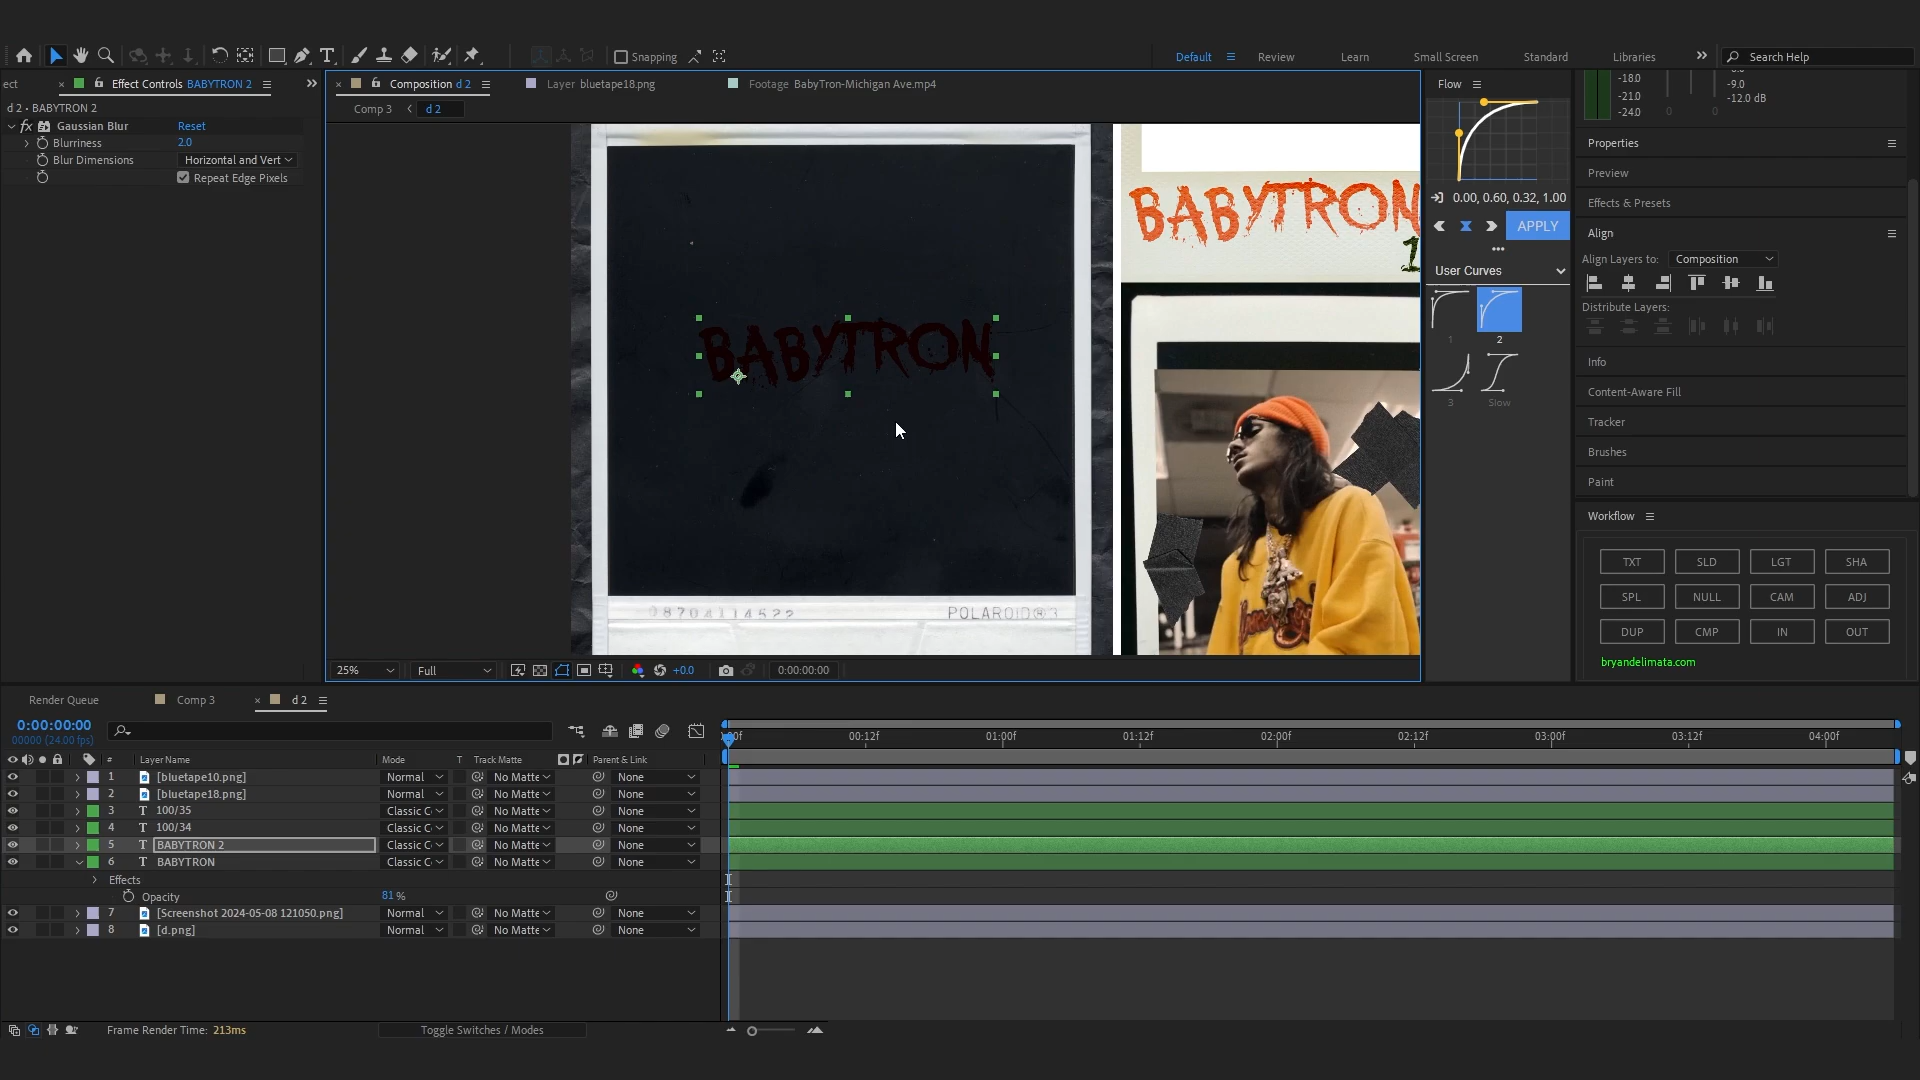 Snapping
Default
Review
Learn
Small Screen
Standard
Libraries
Search Help
ect
Effect Controls BABYTRON 2
d 2 • BABYTRON 2
fx Gaussian Blur Reset
Blurriness 2.0
Blur Dimensions Horizontal and Vert
Repeat Edge Pixels
Composition d 2
Layer bluetape18.png
Footage BabyTron-Michigan Ave.mp4
Comp 3 d 2
BABYTRON
POLAROID®3
BABYTRON
1
25% Full +0.0 0:00:00:00
Flow
0.00, 0.60, 0.32, 1.00
APPLY
User Curves
1 2
3 Slow
-18.0
-21.0
-24.0
-9.0
-12.0 dB
0 0
Properties
Preview
Effects & Presets
Align
Align Layers to: Composition
Distribute Layers:
Info
Content-Aware Fill
Tracker
Brushes
Paint
Workflow
TXT SLD LGT SHA
SPL NULL CAM ADJ
DUP CMP IN OUT
bryandelimata.com
Render Queue Comp 3 d 2
0:00:00:00
00000 (24.00 fps)
:00f 00:12f 01:00f 01:12f 02:00f 02:12f 03:00f 03:12f 04:00f
# Layer Name Mode T Track Matte Parent & Link
1 [bluetape10.png] Normal No Matte None
2 [bluetape18.png] Normal No Matte None
3 T 100/35 Classic C No Matte None
4 T 100/34 Classic C No Matte None
5 T BABYTRON 2 Classic C No Matte None
6 T BABYTRON Classic C No Matte None
Effects
Opacity 81 %
7 [Screenshot 2024-05-08 121050.png] Normal No Matte None
8 [d.png] Normal No Matte None
Frame Render Time: 213ms
Toggle Switches / Modes